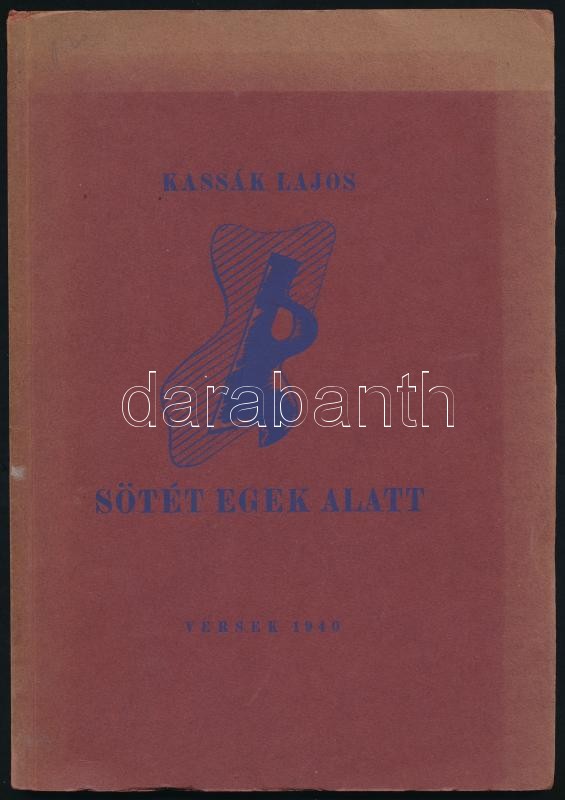 KASSÁK LAJOS
darabanth
SÖTÉT EGEK ALATT
VERSEK 1940